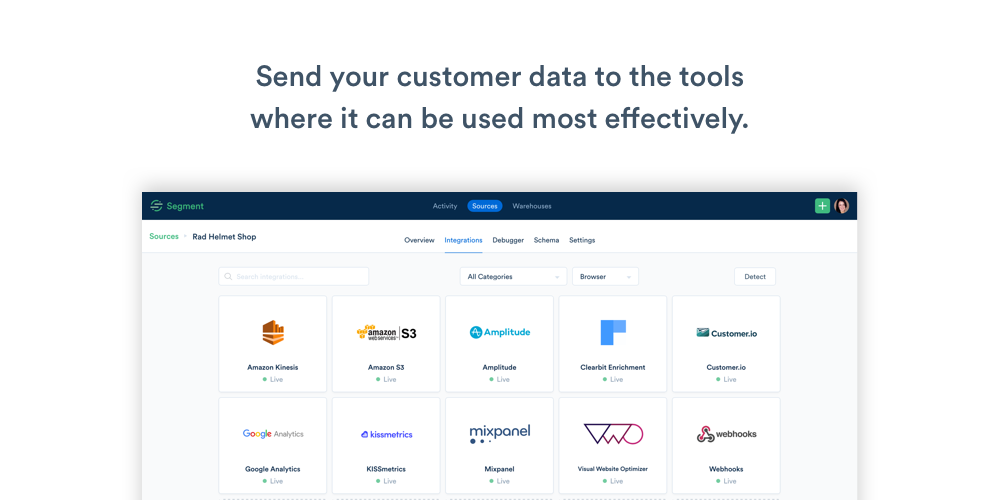 Send your customer data to the tools
where it can be used most effectively.
Segment
Activity Sources Warehouses
Sources Rad Helmet Shop
Overview Integrations Debugger Schema Settings
Search integrations...
All Categories Browser Detect
amazon web services S3 Amplitude Customer.io
Amazon Kinesis Amazon S3 Amplitude Clearbit Enrichment Customer.io
Live Live Live Live Live
Google Analytics kissmetrics mixpanel VWO webhooks
Google Analytics KISSmetrics Mixpanel Visual Website Optimizer Webhooks
Live Live Live Live Live